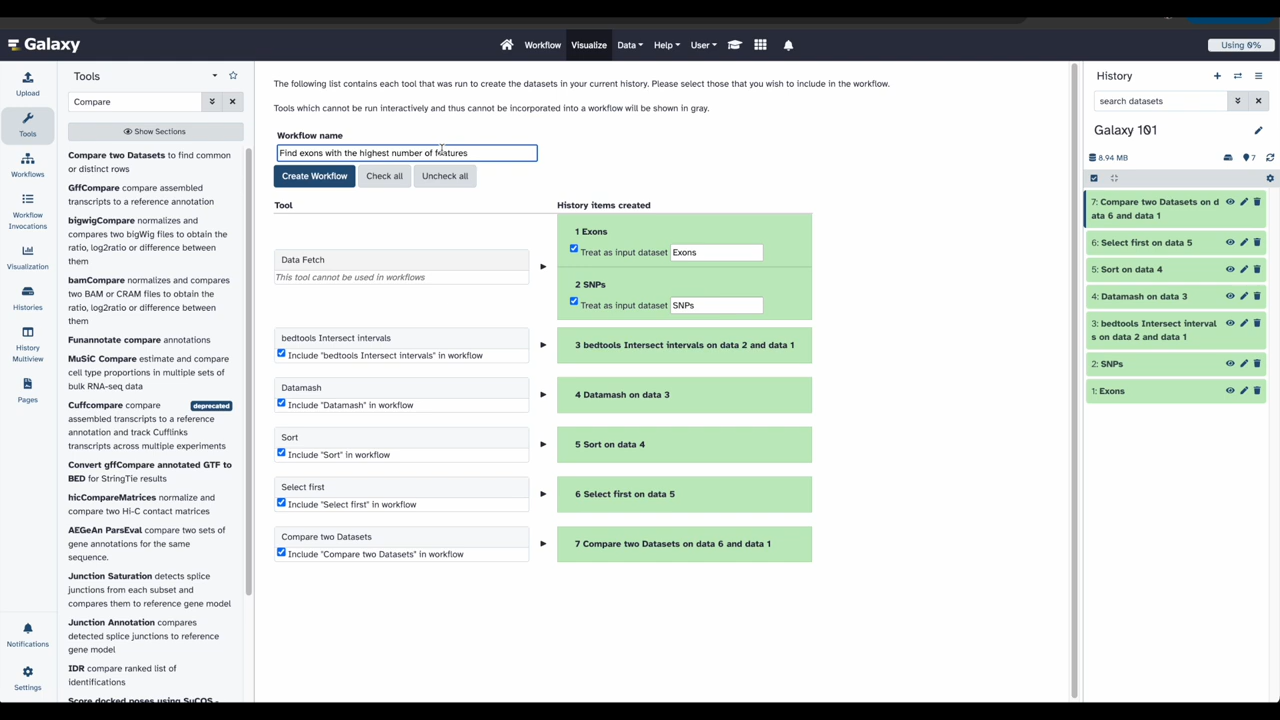 Galaxy
Workflow
Visualize
Data
Help
User
Using 0%
Upload
Tools
Workflows
Workflow
Invocations
Visualization
Histories
History
Multiview
Pages
Notifications
Settings
Tools
Compare
Show Sections
Compare two Datasets to find common
or distinct rows
GffCompare compare assembled
transcripts to a reference annotation
bigwigCompare normalizes and
compares two bigWig files to obtain the
ratio, log2ratio or difference between
them
bamCompare normalizes and compares
two BAM or CRAM files to obtain the
ratio, log2ratio or difference between
them
Funannotate compare annotations
MuSiC Compare estimate and compare
cell type proportions in multiple sets of
bulk RNA-seq data
Cuffcompare compare deprecated
assembled transcripts to a reference
annotation and track Cufflinks
transcripts across multiple experiments
Convert gffCompare annotated GTF to
BED for StringTie results
hicCompareMatrices normalize and
compare two Hi-C contact matrices
AEGeAn ParsEval compare two sets of
gene annotations for the same
sequence.
Junction Saturation detects splice
junctions from each subset and
compares them to reference gene model
Junction Annotation compares
detected splice junctions to reference
gene model
IDR compare ranked list of
identifications
Score docked poses using SuCOS -
The following list contains each tool that was run to create the datasets in your current history. Please select those that you wish to include in the workflow.
Tools which cannot be run interactively and thus cannot be incorporated into a workflow will be shown in gray.
Workflow name
Find exons with the highest number of features
Create Workflow
Check all
Uncheck all
Tool
History items created
Data Fetch
This tool cannot be used in workflows
1 Exons
Treat as input dataset Exons
2 SNPs
Treat as input dataset SNPs
bedtools Intersect intervals
Include "bedtools Intersect intervals" in workflow
3 bedtools Intersect intervals on data 2 and data 1
Datamash
Include "Datamash" in workflow
4 Datamash on data 3
Sort
Include "Sort" in workflow
5 Sort on data 4
Select first
Include "Select first" in workflow
6 Select first on data 5
Compare two Datasets
Include "Compare two Datasets" in workflow
7 Compare two Datasets on data 6 and data 1
History
search datasets
Galaxy 101
8.94 MB
7
7: Compare two Datasets on d
ata 6 and data 1
6: Select first on data 5
5: Sort on data 4
4: Datamash on data 3
3: bedtools Intersect interval
s on data 2 and data 1
2: SNPs
1: Exons